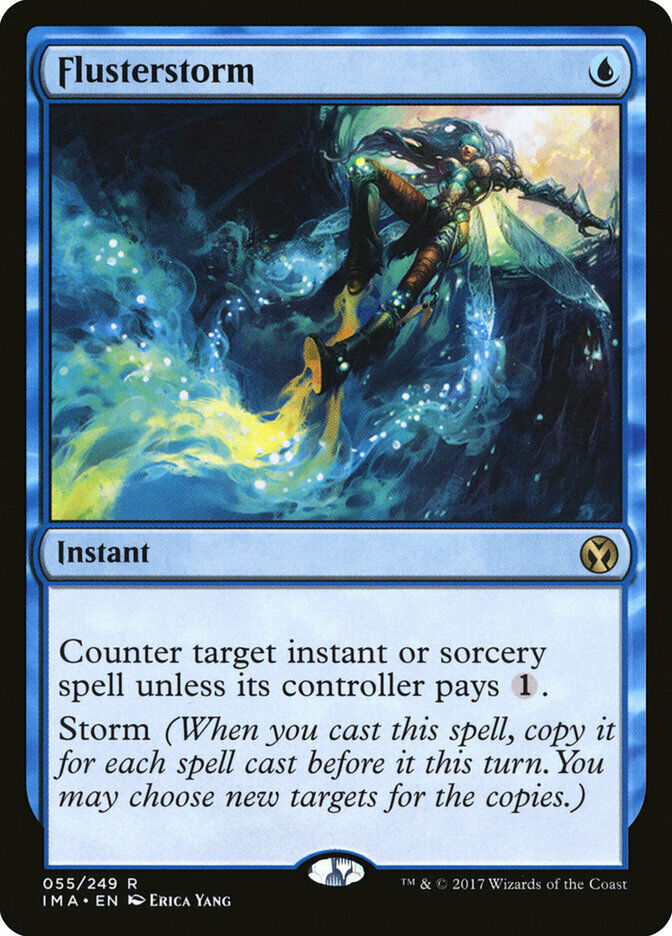 Flusterstorm
Instant
Counter target instant or sorcery
spell unless its controller pays 1.
Storm (When you cast this spell, copy it
for each spell cast before it this turn. You
may choose new targets for the copies.)
055/249 R
IMA • EN Erica Yang
™ & © 2017 Wizards of the Coast